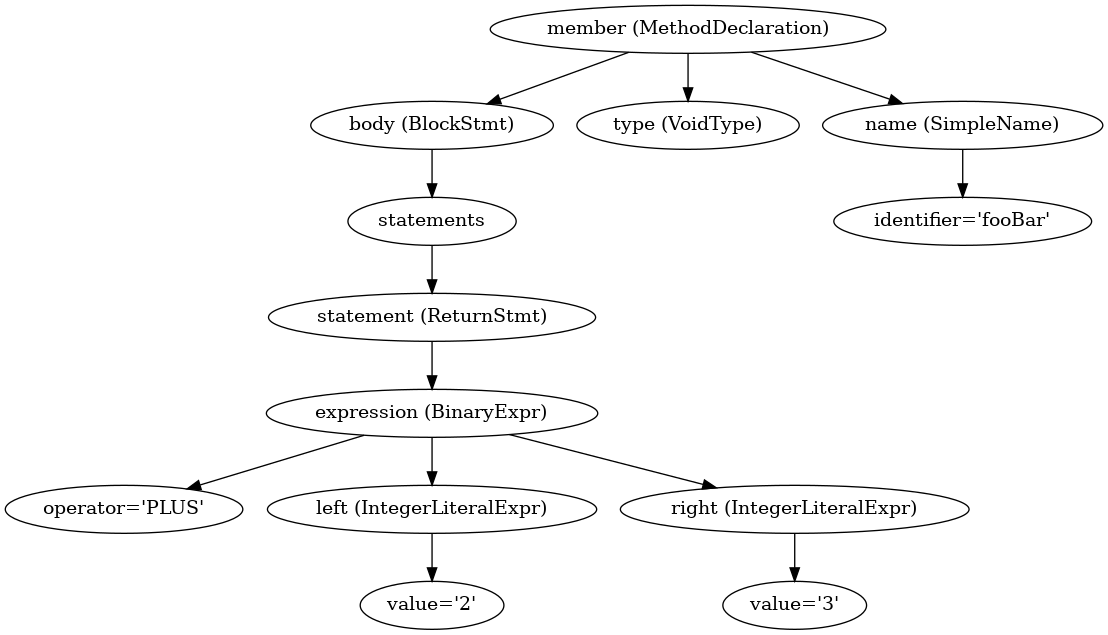 member (MethodDeclaration)
body (BlockStmt)
type (VoidType)
name (SimpleName)
statements
identifier='fooBar'
statement (ReturnStmt)
expression (BinaryExpr)
operator='PLUS'
left (IntegerLiteralExpr)
right (IntegerLiteralExpr)
value='2'
value='3'